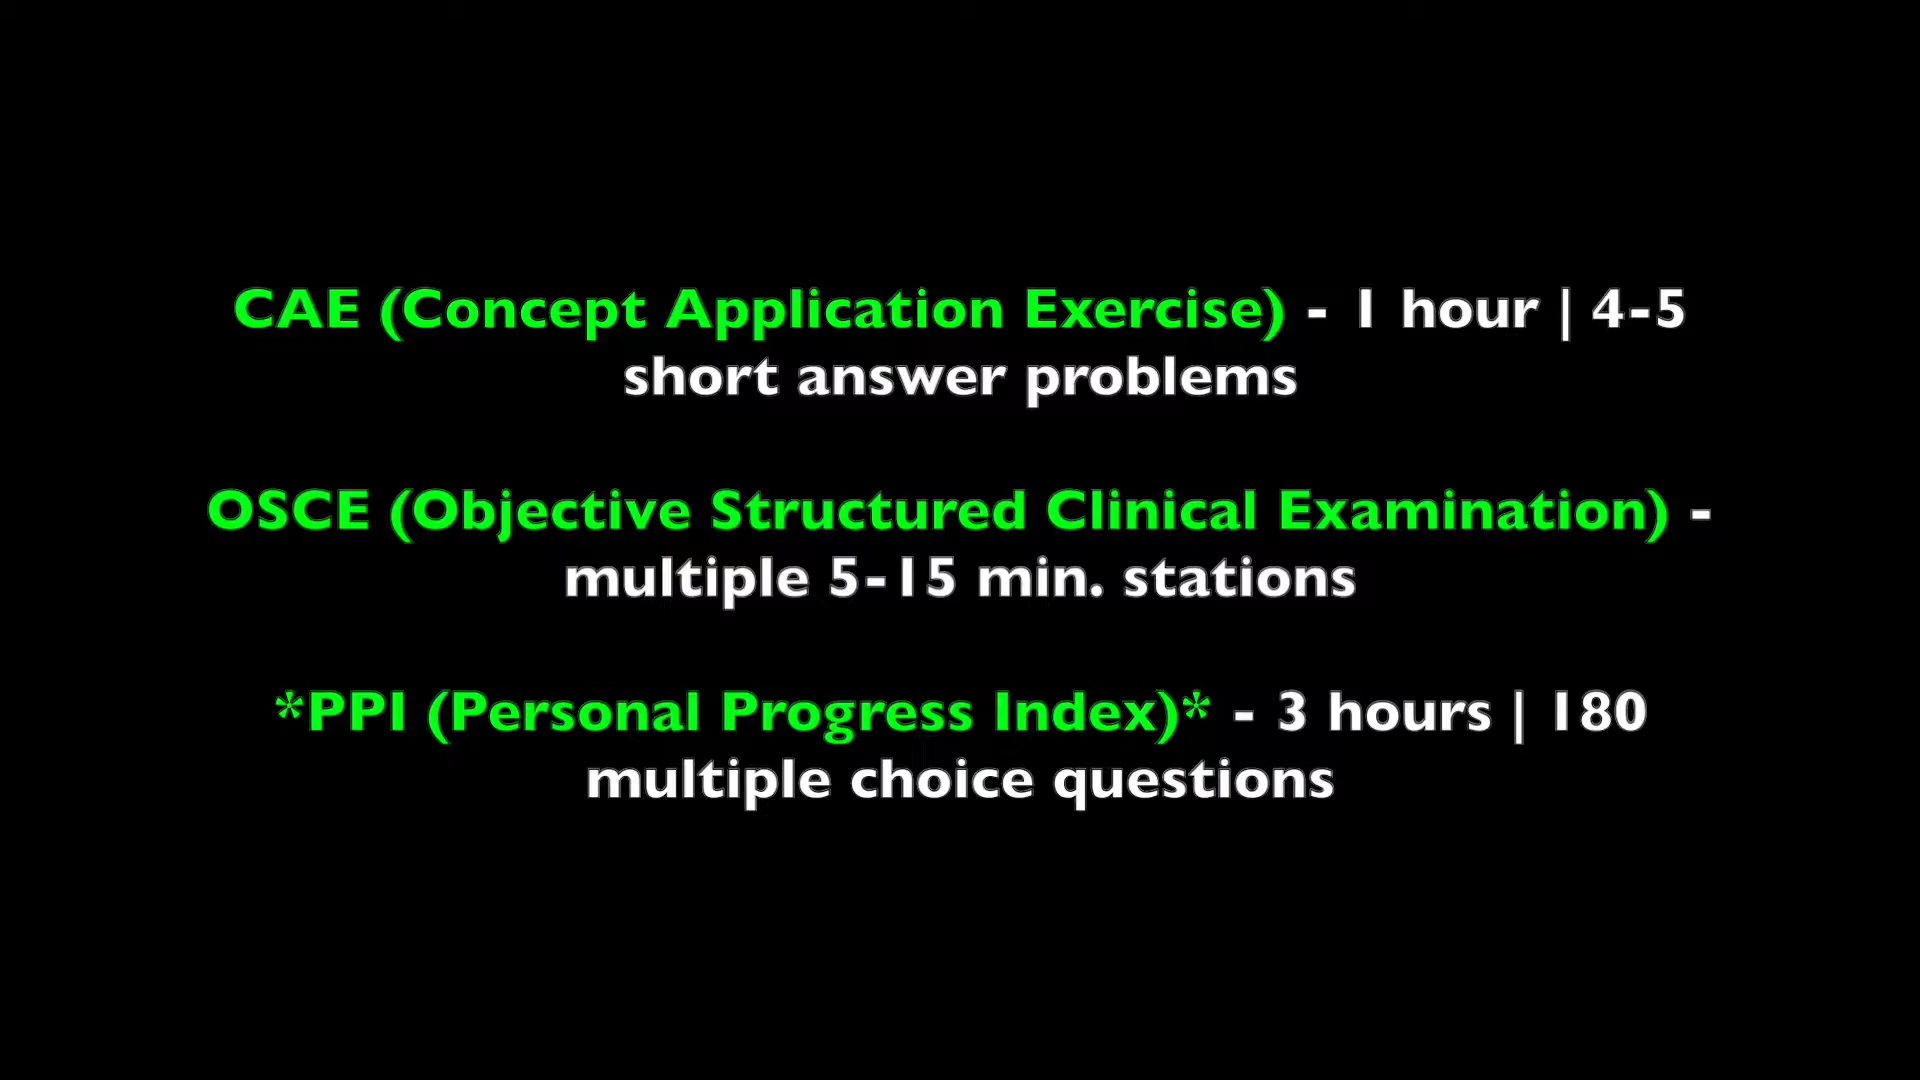 CAE (Concept Application Exercise) - 1 hour | 4-5
short answer problems
OSCE (Objective Structured Clinical Examination) -
multiple 5-15 min. stations
*PPI (Personal Progress Index)* - 3 hours | 180
multiple choice questions